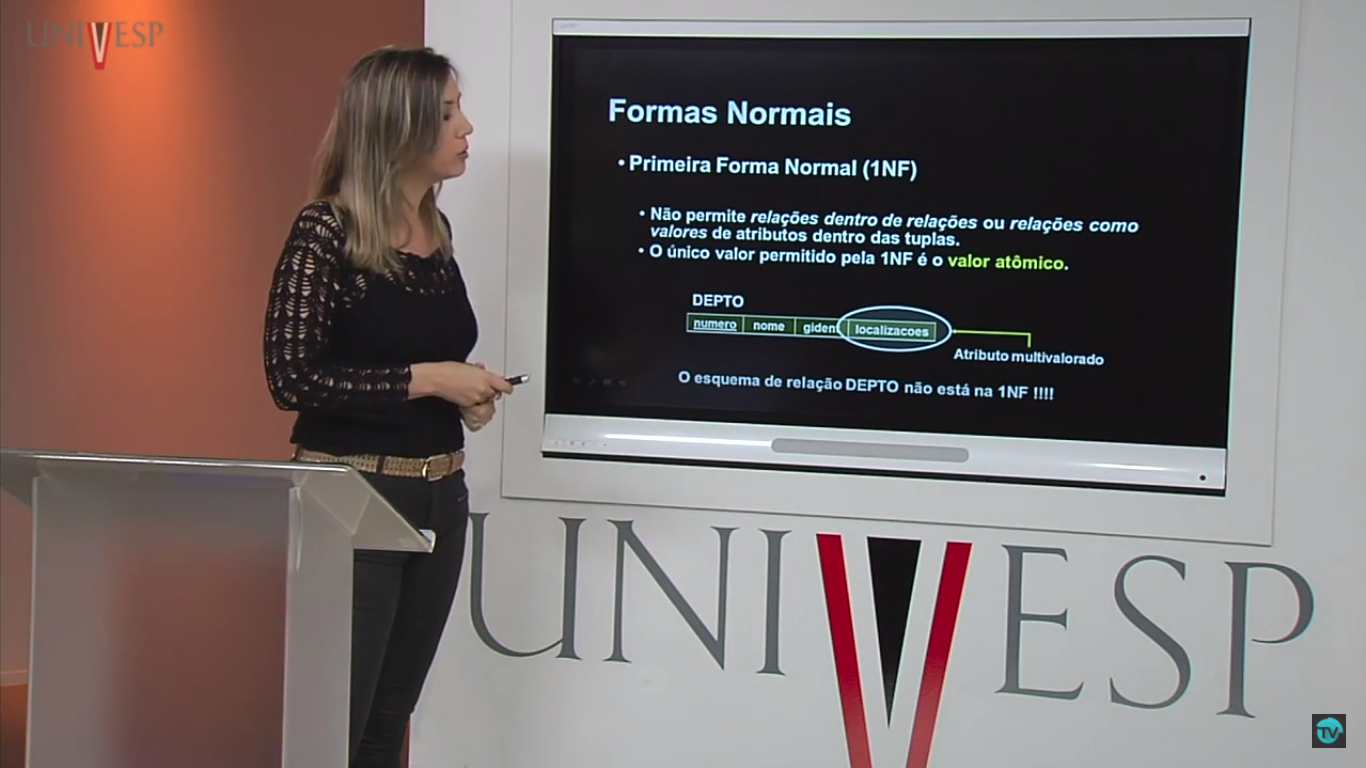 UNIVESP
Formas Normais
• Primeira Forma Normal (1NF)
• Não permite relações dentro de relações ou relações como
valores de atributos dentro das tuplas.
• O único valor permitido pela 1NF é o valor atômico.
DEPTO
numero nome gident localizacoes
Atributo multivalorado
O esquema de relação DEPTO não está na 1NF !!!!
UNIVESP
TV